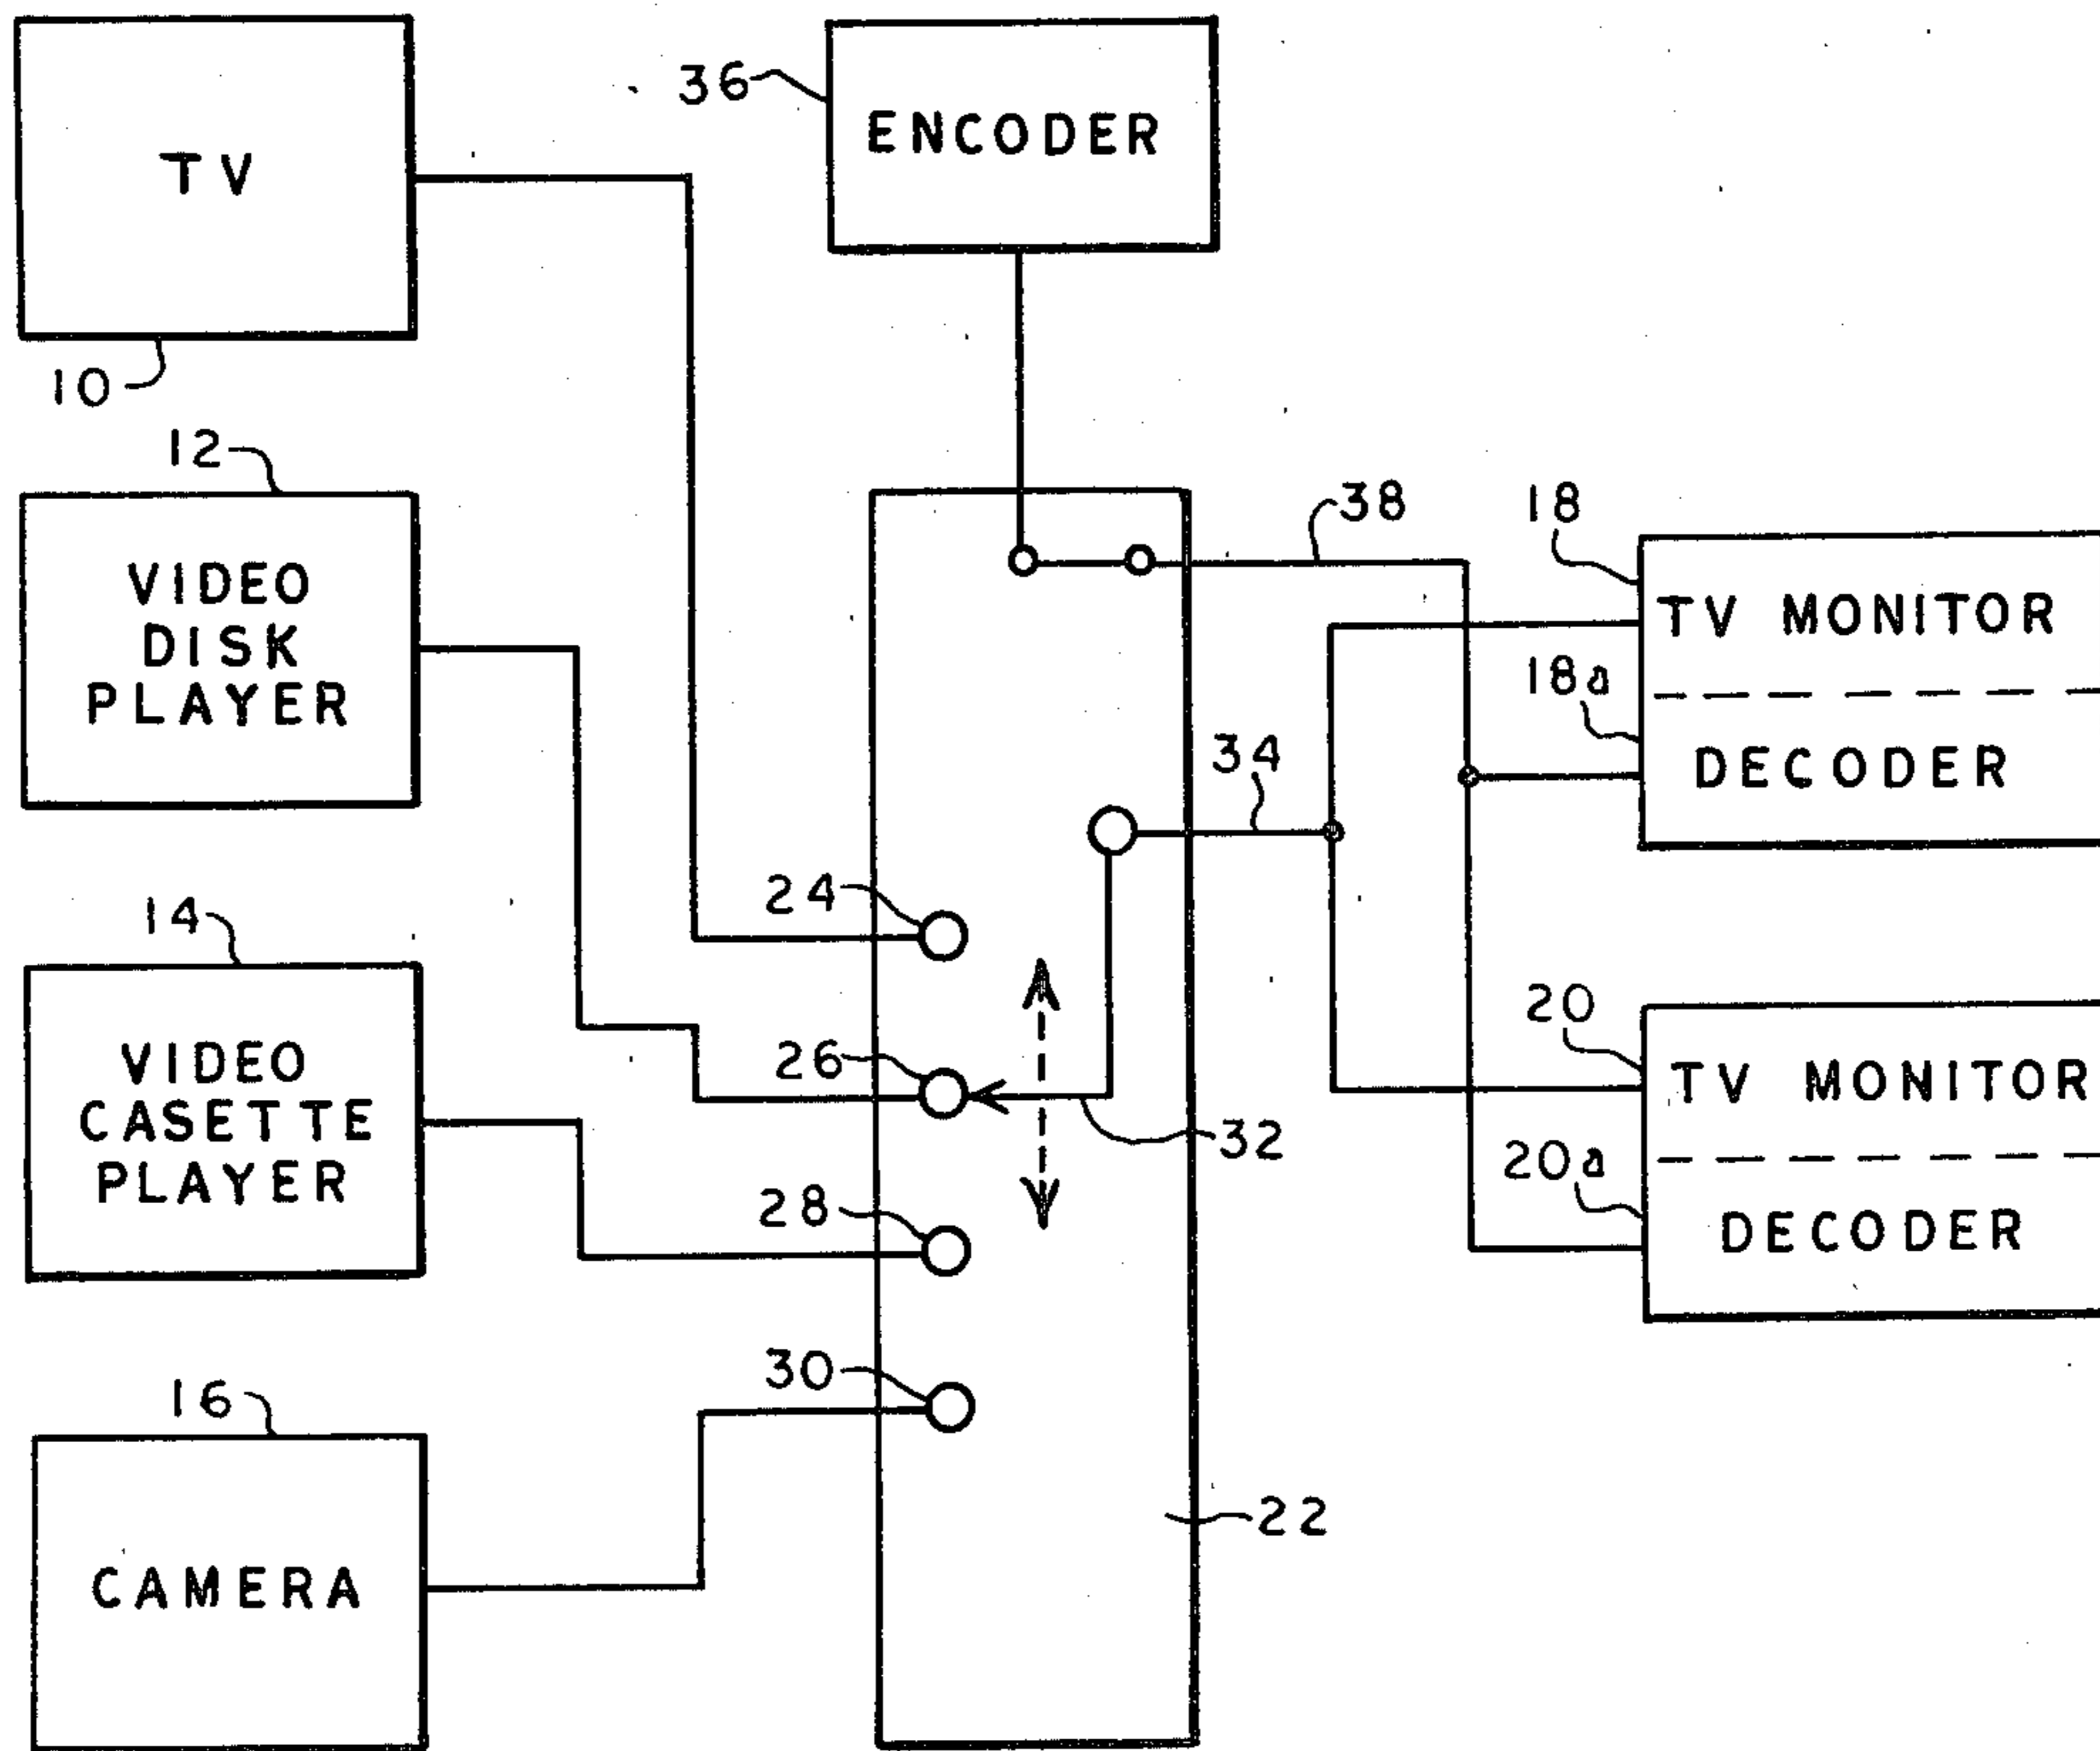 TV
10
36
ENCODER
12
VIDEO
DISK
PLAYER
38
18
TV MONITOR
18a
DECODER
34
14
VIDEO
CASETTE
PLAYER
24
26
32
28
20
TV MONITOR
20a
DECODER
30
16
CAMERA
22